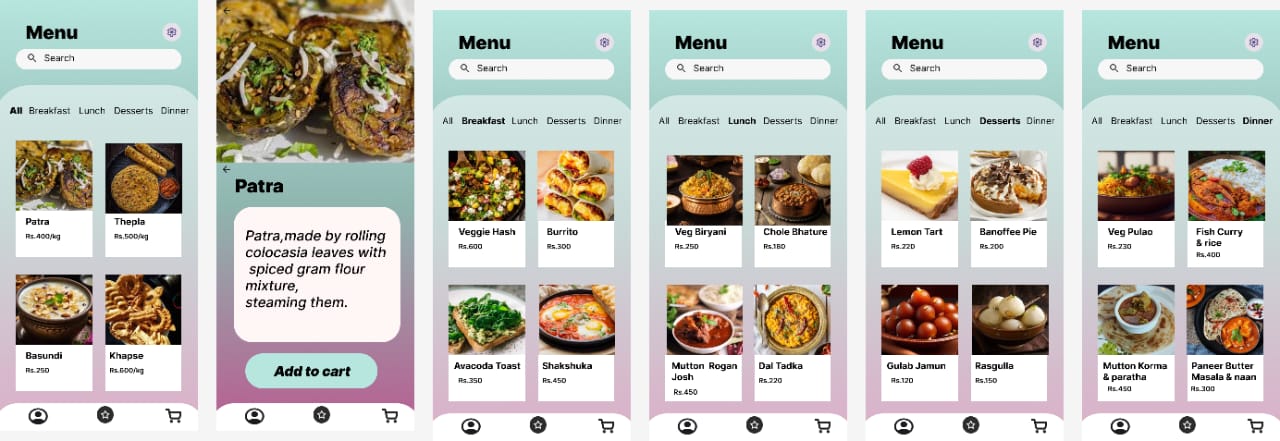 Menu
Search
All Breakfast Lunch Desserts Dinner
Patra
Rs.400/kg
Thepla
Rs.500/kg
Basundi
Rs.250
Khapse
Rs.600/kg
Patra
Patra,made by rolling
colocasia leaves with
spiced gram flour
mixture,
steaming them.
Add to cart
Menu
Search
All Breakfast Lunch Desserts Dinner
Veggie Hash
Rs.600
Burrito
Rs.300
Avacoda Toast
Rs.350
Shakshuka
Rs.450
Menu
Search
All Breakfast Lunch Desserts Dinner
Veg Biryani
Rs.250
Chole Bhature
Rs.180
Mutton Rogan
Josh
Rs.450
Dal Tadka
Rs.220
Menu
Search
All Breakfast Lunch Desserts Dinner
Lemon Tart
Rs.220
Banoffee Pie
Rs.200
Gulab Jamun
Rs.120
Rasgulla
Rs.150
Menu
Search
All Breakfast Lunch Desserts Dinner
Veg Pulao
Rs.230
Fish Curry
& rice
Rs.400
Mutton Korma
& paratha
Rs.450
Paneer Butter
Masala & naan
Rs.300